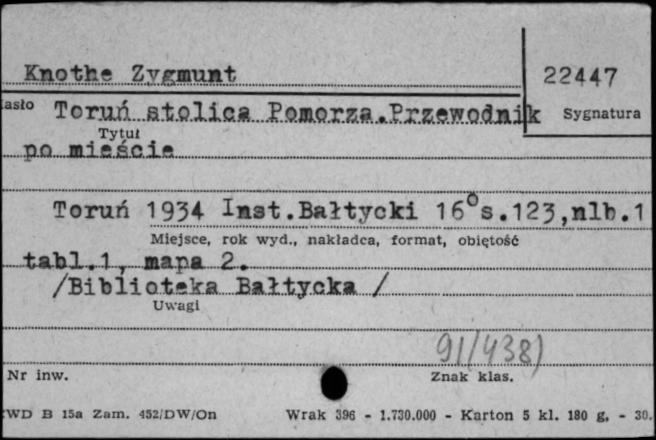 Knothe Zygmunt
22447
asło Toruń stolica Pomorza.Przewodnik
Sygnatura
Tytuł
po mieście
Toruń 1934 Inst.Bałtycki 16°s.123,nlb.1
Miejsce, rok wyd., nakładca, format, objętość
tabl.1, mapa 2.
/Biblioteka Bałtycka /
Uwagi
91/438)
Nr inw.
Znak klas.
WD B 15a Zam. 452/DW/On
Wrak 396 - 1.730.000 - Karton 5 kl. 180 g, - 30.